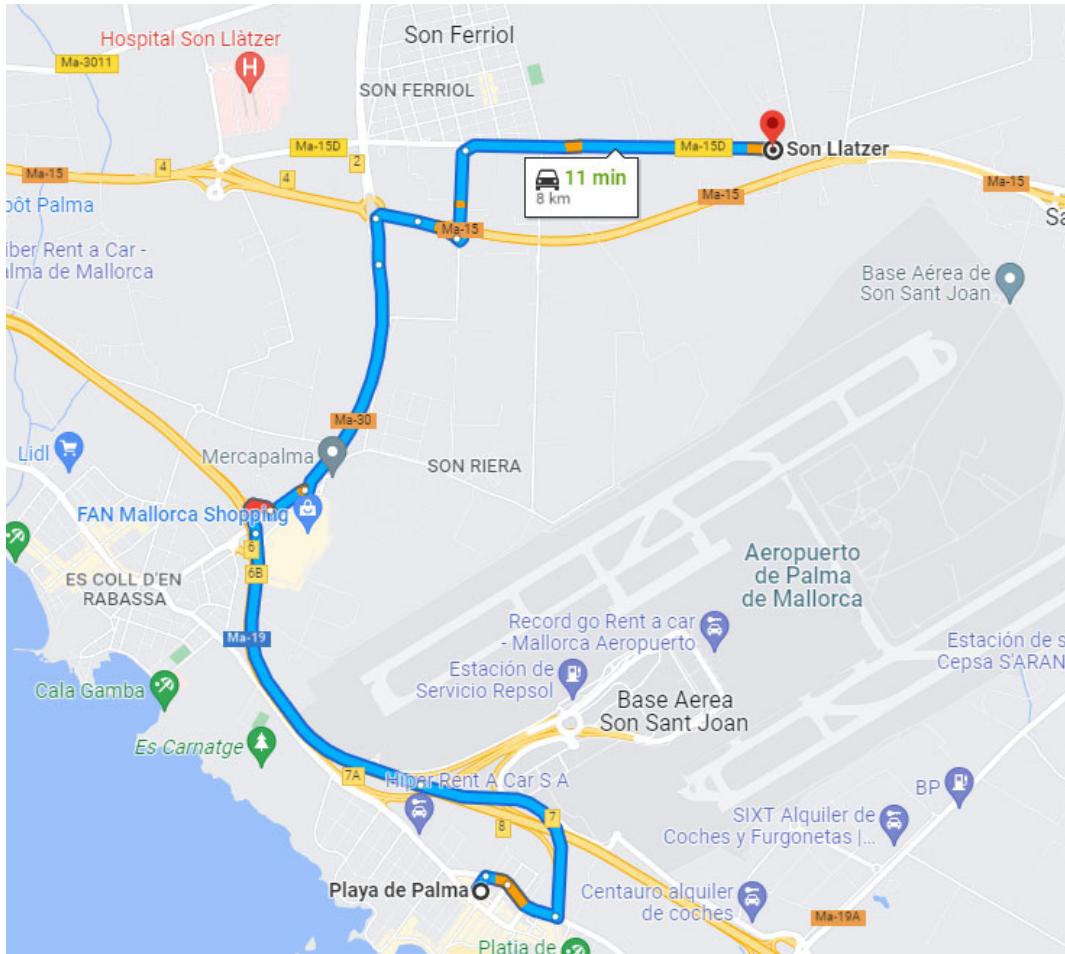 Son Ferriol
Hospital Son Llàtzer
Ma-3011
H
SON FERRIOL
Ma-15D
2
4
4
Ma-15
Ma-15D
Son Llatzer
11 min
8 km
Ma-15
Ma-15
Ma-15
Sa
pòt Palma
iber Rent a Car -
alma de Mallorca
Base Aérea de
Son Sant Joan
Ma-30
Mercapalma
SON RIERA
Lidl
FAN Mallorca Shopping
6
6B
ES COLL D'EN
RABASSA
Aeropuerto
de Palma
de Mallorca
Record go Rent a car
- Mallorca Aeropuerto
Ma-19
Estación de s
Cepsa S'ARAN
Estación de
Servicio Repsol
Cala Gamba
Base Aerea
Son Sant Joan
Es Carnatge
7A
Hiper Rent A Car S A
BP
7
8
SIXT Alquiler de
Coches y Furgonetas |...
Playa de Palma
Centauro alquiler
de coches
Ma-19A
Platja de